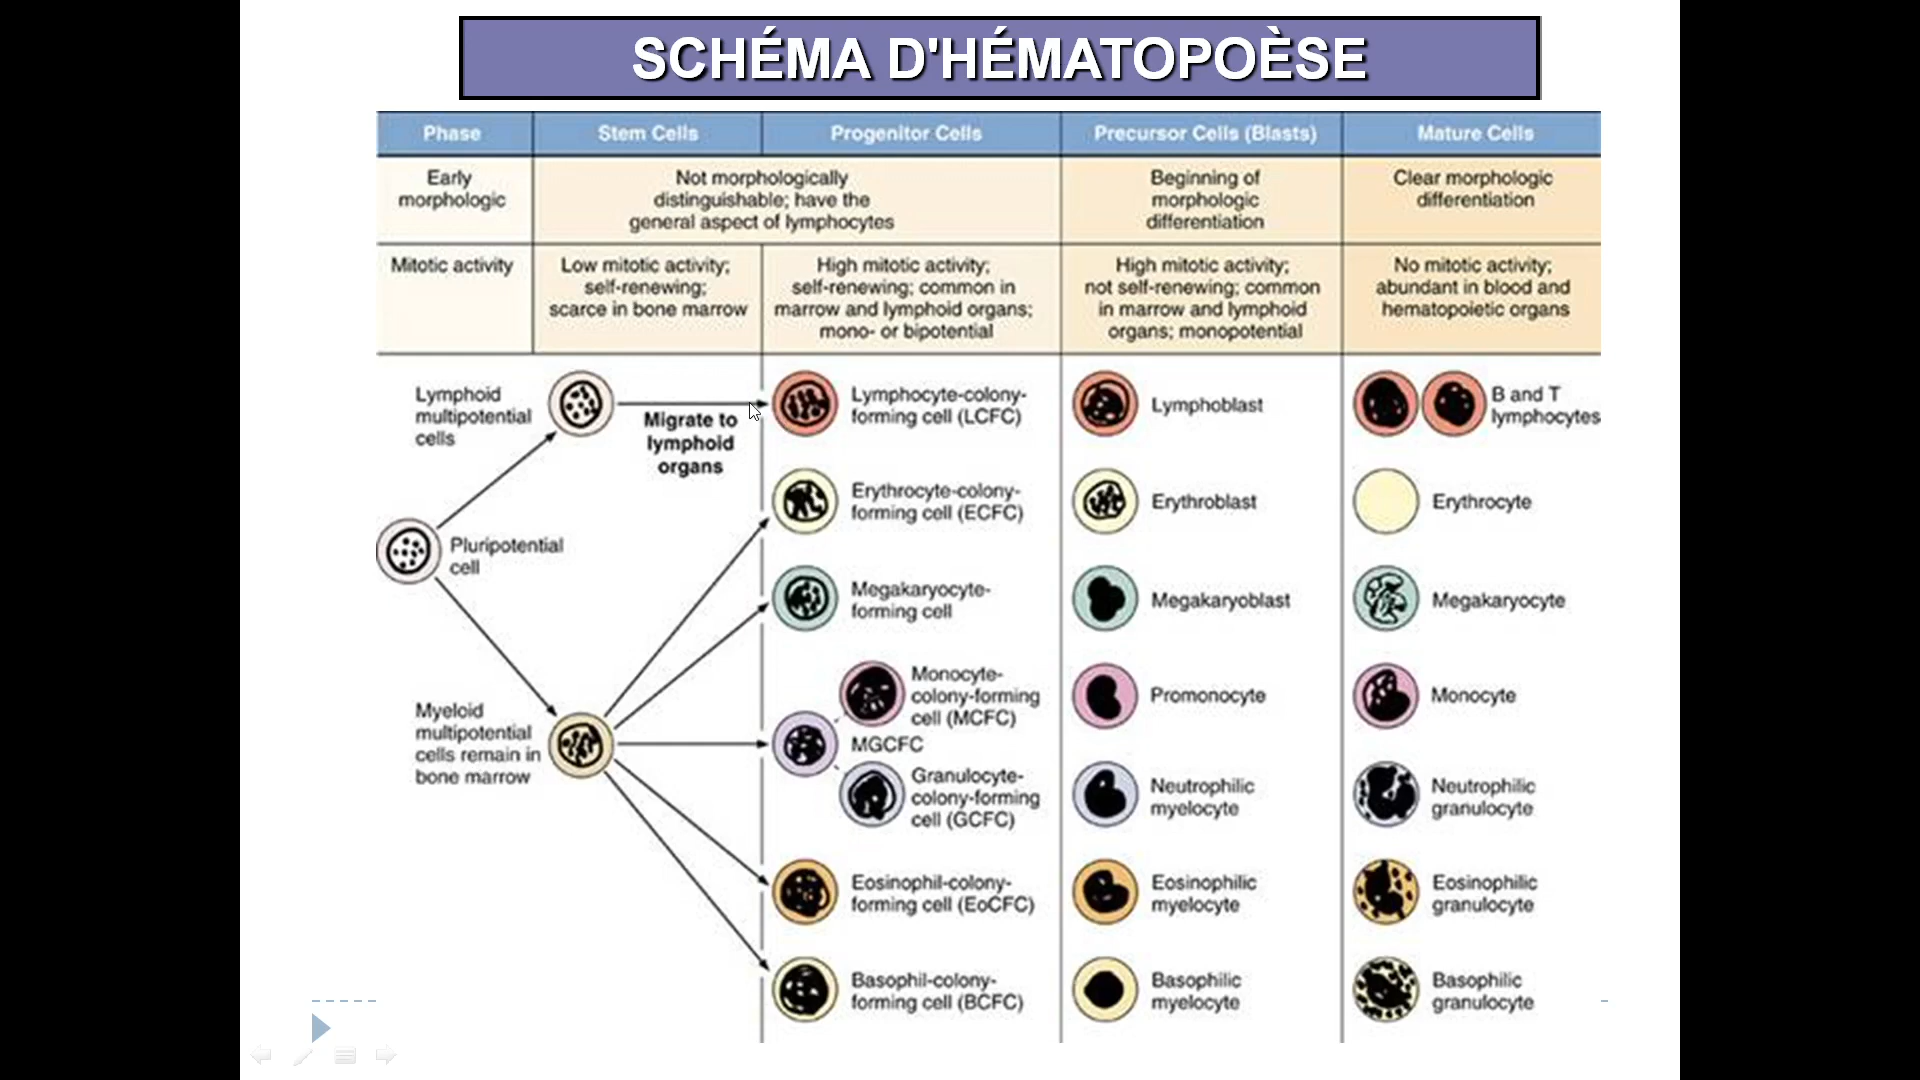 SCHÉMA D'HÉMATOPOÈSE
Phase
Stem Cells
Progenitor Cells
Precursor Cells (Blasts)
Mature Cells
Early
morphologic
Not morphologically
distinguishable; have the
general aspect of lymphocytes
Beginning of
morphologic
differentiation
Clear morphologic
differentiation
Mitotic activity
Low mitotic activity;
self-renewing;
scarce in bone marrow
High mitotic activity;
self-renewing; common in
marrow and lymphoid organs;
mono- or bipotential
High mitotic activity;
not self-renewing; common
in marrow and lymphoid
organs; monopotential
No mitotic activity;
abundant in blood and
hematopoietic organs
Lymphoid
multipotential
cells
Migrate to
lymphoid
organs
Lymphocyte-colony-
forming cell (LCFC)
Lymphoblast
B and T
lymphocytes
Erythrocyte-colony-
forming cell (ECFC)
Erythroblast
Erythrocyte
Pluripotential
cell
Megakaryocyte-
forming cell
Megakaryoblast
Megakaryocyte
Myeloid
multipotential
cells remain in
bone marrow
Monocyte-
colony-forming
cell (MCFC)
Promonocyte
Monocyte
MGCFC
Granulocyte-
colony-forming
cell (GCFC)
Neutrophilic
myelocyte
Neutrophilic
granulocyte
Eosinophil-colony-
forming cell (EoCFC)
Eosinophilic
myelocyte
Eosinophilic
granulocyte
Basophil-colony-
forming cell (BCFC)
Basophilic
myelocyte
Basophilic
granulocyte